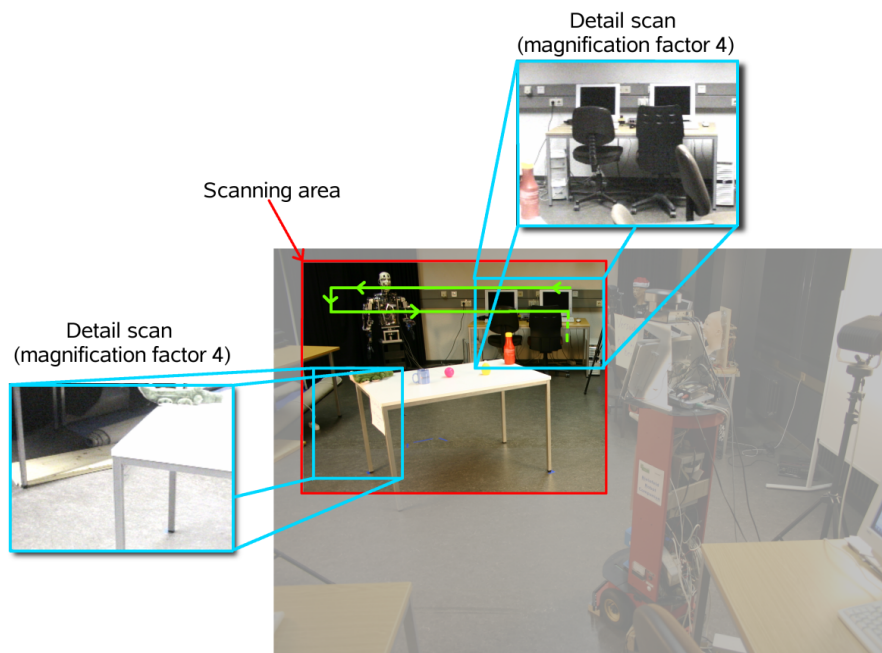 Detail scan
(magnification factor 4)
Scanning area
Detail scan
(magnification factor 4)